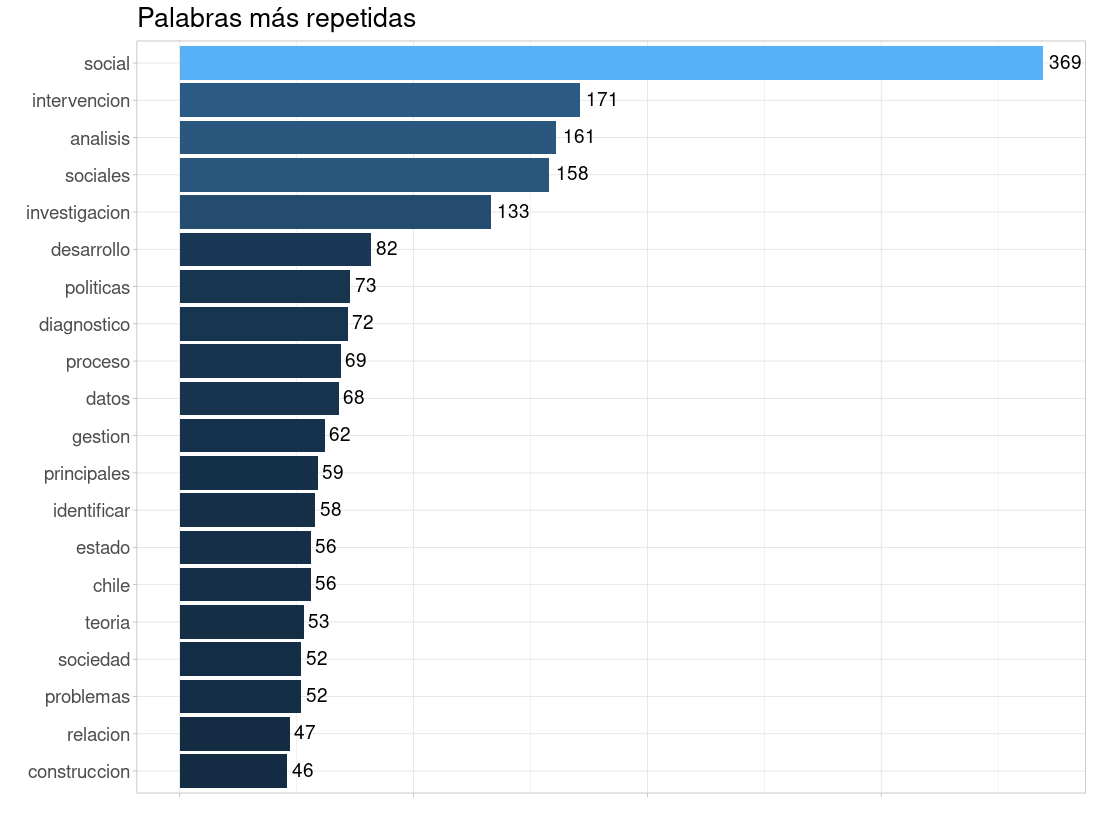 Palabras más repetidas
social 369
intervencion 171
analisis 161
sociales 158
investigacion 133
desarrollo 82
politicas 73
diagnostico 72
proceso 69
datos 68
gestion 62
principales 59
identificar 58
estado 56
chile 56
teoria 53
sociedad 52
problemas 52
relacion 47
construccion 46